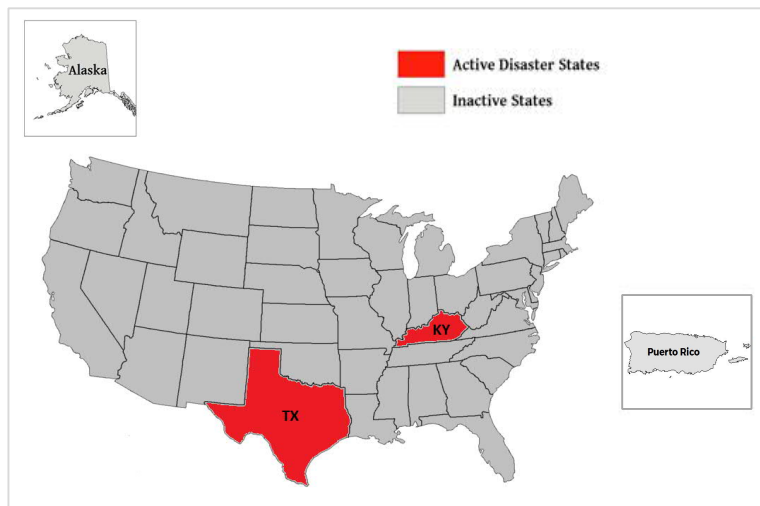 Alaska
Active Disaster States
Inactive States
KY
Puerto Rico
TX